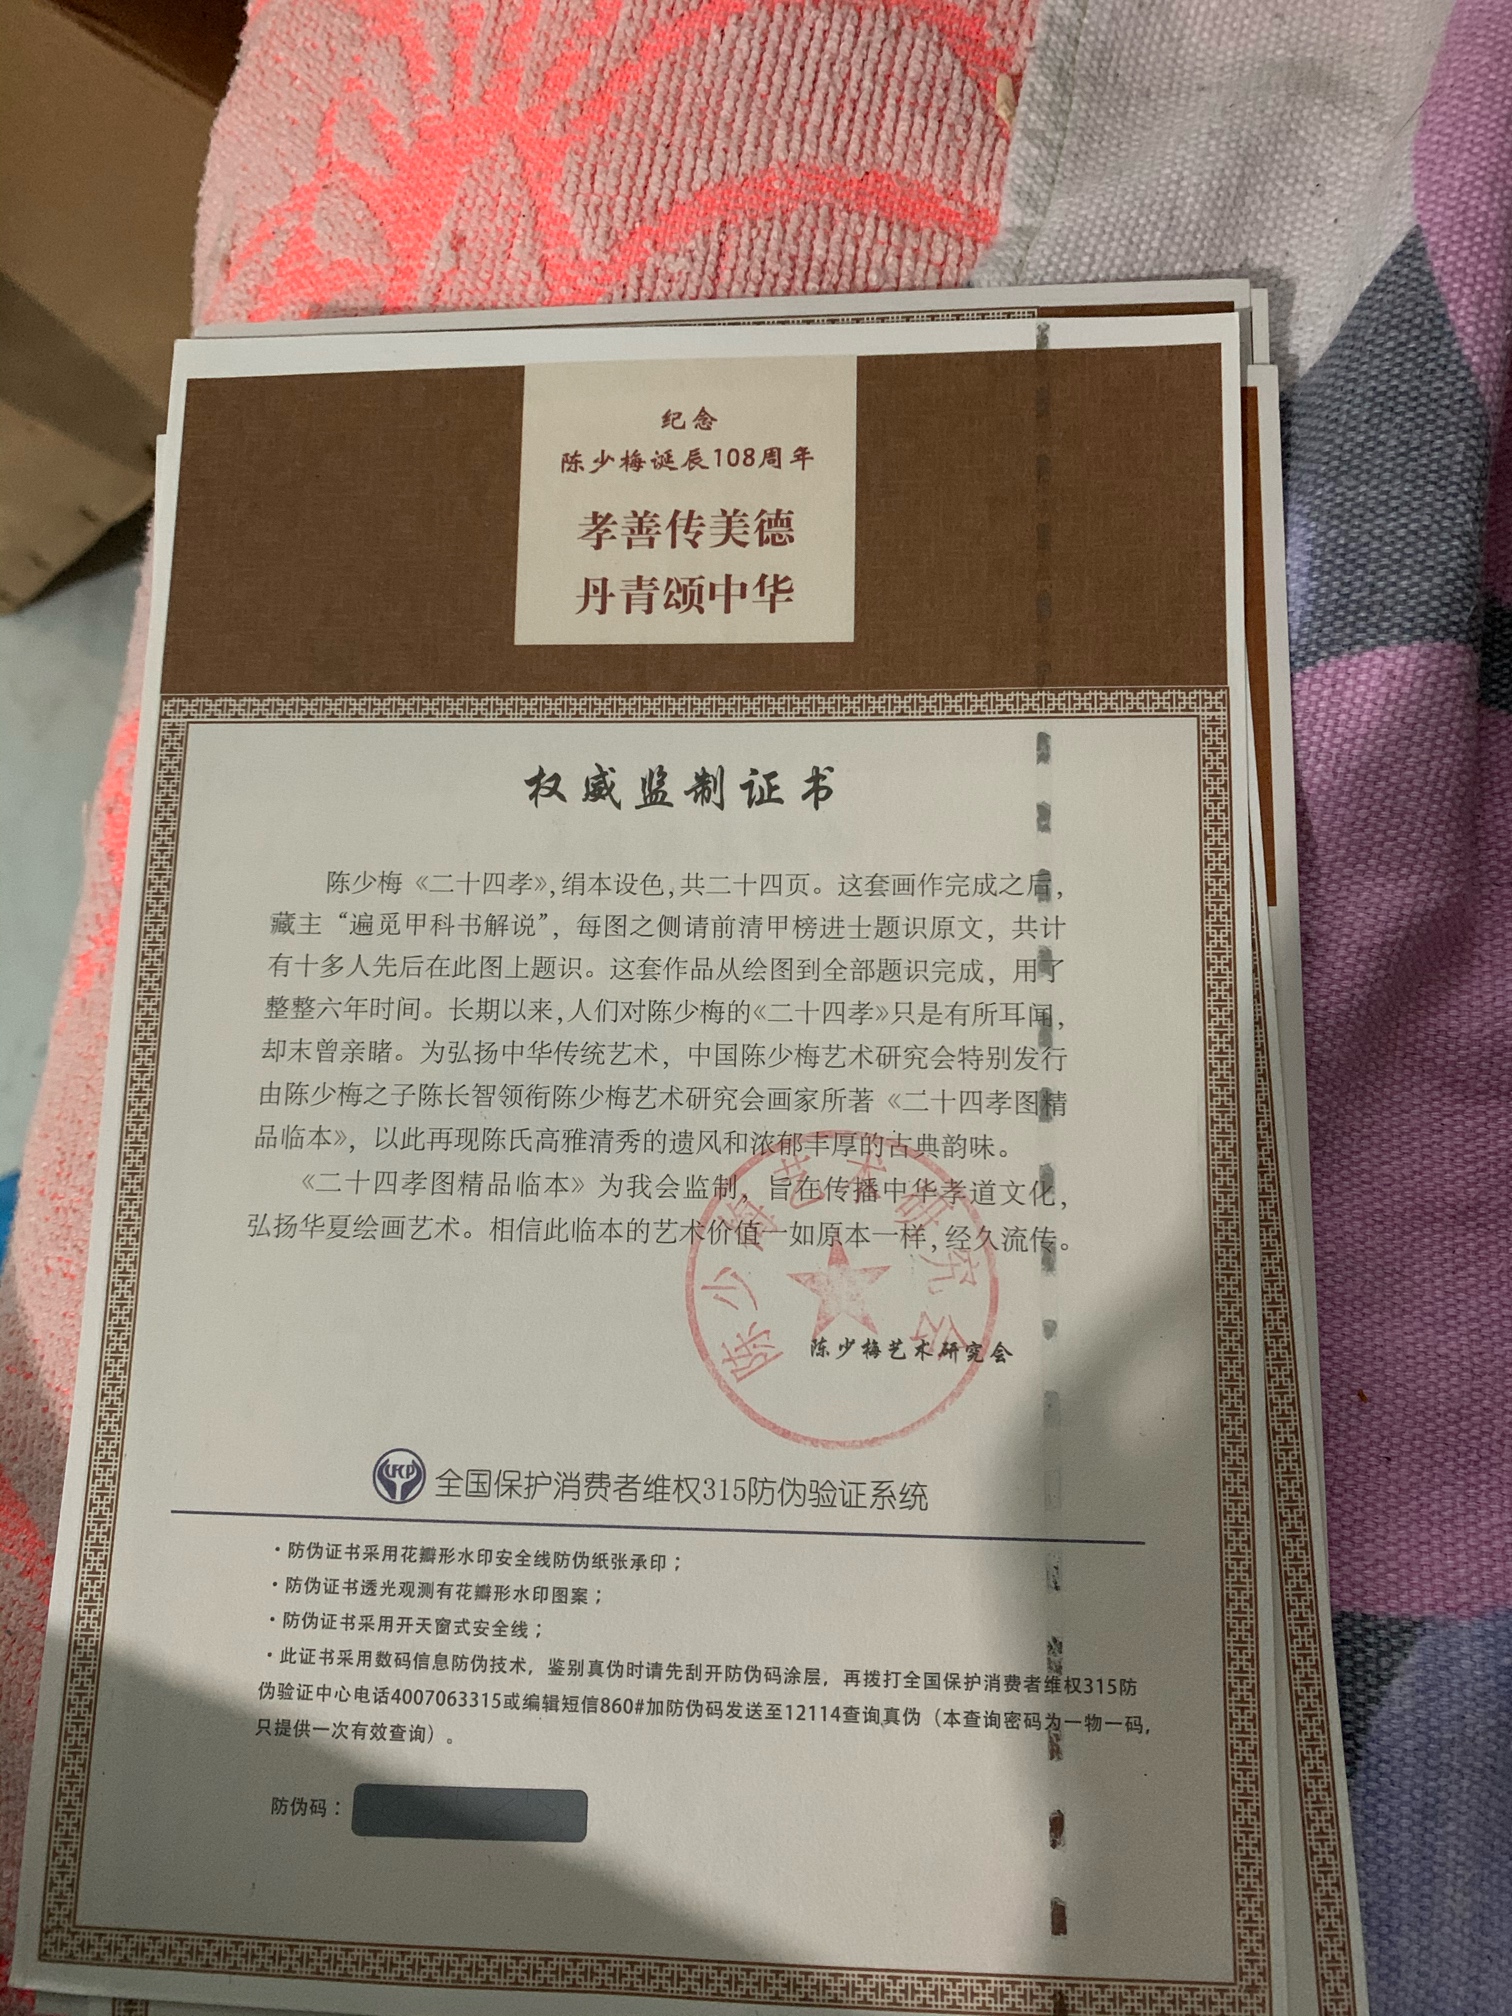 纪念
陈少梅诞辰108周年
孝善传美德
丹青颂中华
权威监制证书
陈少梅《二十四孝》,绢本设色,共二十四页。这套画作完成之后,
藏主“遍觅甲科书解说”，每图之侧请前清甲榜进士题识原文，共计
有十多人先后在此图上题识。这套作品从绘图到全部题识完成，用了
整整六年时间。长期以来,人们对陈少梅的《二十四孝》只是有所耳闻,
却末曾亲睹。为弘扬中华传统艺术，中国陈少梅艺术研究会特别发行
由陈少梅之子陈长智领衔陈少梅艺术研究会画家所著《二十四孝图精
品临本》，以此再现陈氏高雅清秀的遗风和浓郁丰厚的古典韵味。
《二十四孝图精品临本》为我会监制，旨在传播中华孝道文化，
弘扬华夏绘画艺术。相信此临本的艺术价值一如原本一样,经久流传。
陈少梅艺术研究会
陈少梅艺术研究会
全国保护消费者维权315防伪验证系统
·防伪证书采用花瓣形水印安全线防伪纸张承印；
·防伪证书透光观测有花瓣形水印图案；
·防伪证书采用开天窗式安全线；
·此证书采用数码信息防伪技术，鉴别真伪时请先刮开防伪码涂层，再拨打全国保护消费者维权315防
伪验证中心电话4007063315或编辑短信860#加防伪码发送至12114查询真伪（本查询密码为一物一码，
只提供一次有效查询）。
防伪码：